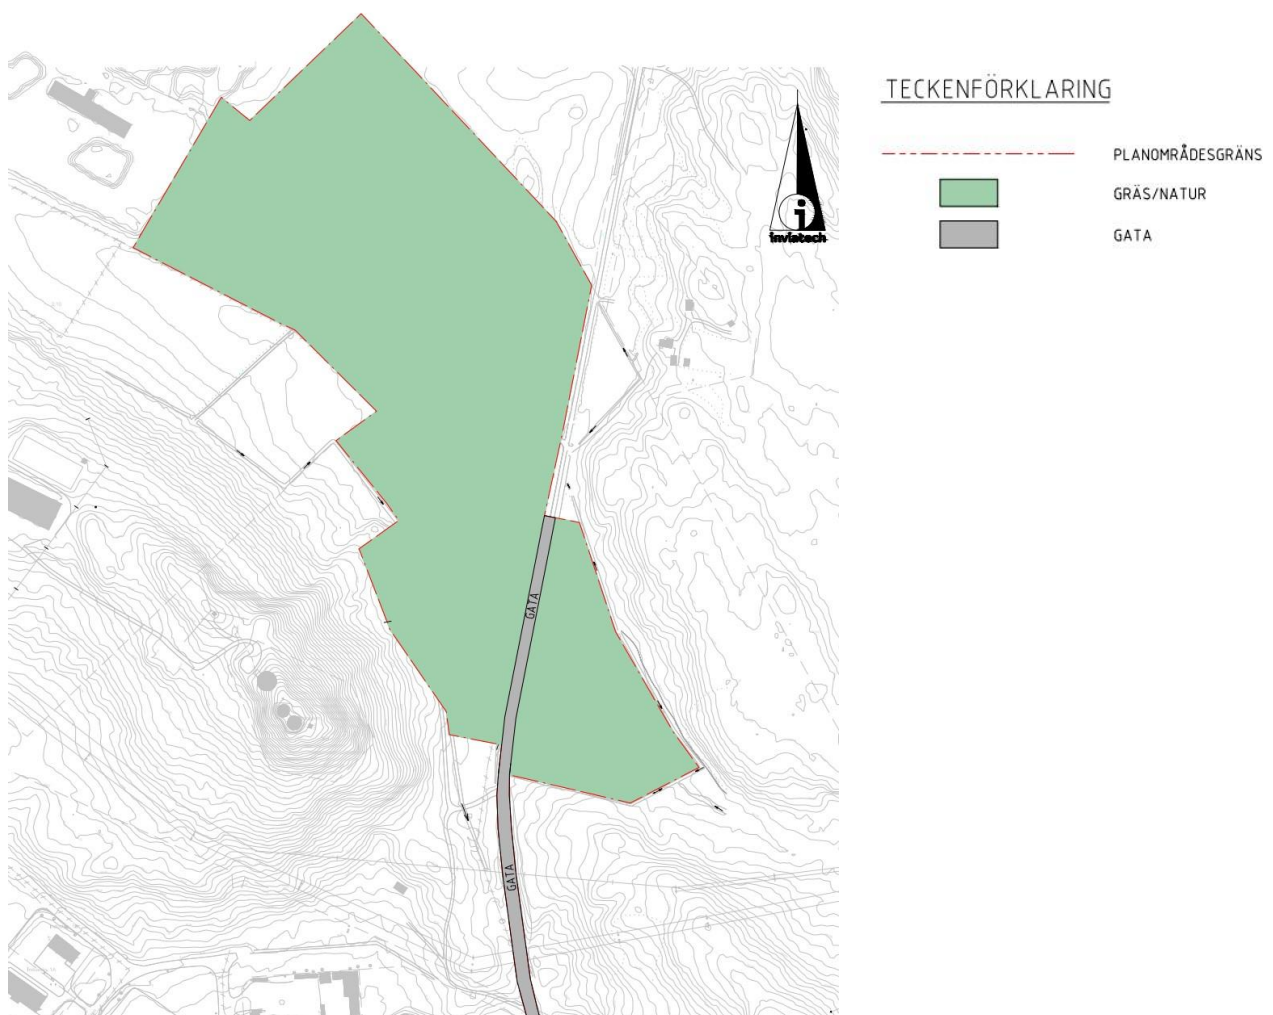 TECKENFÖRKLARING
PLANOMRÅDESGRÄNS
GRÄS/NATUR
GATA
i
inviatech
GATA
GATA